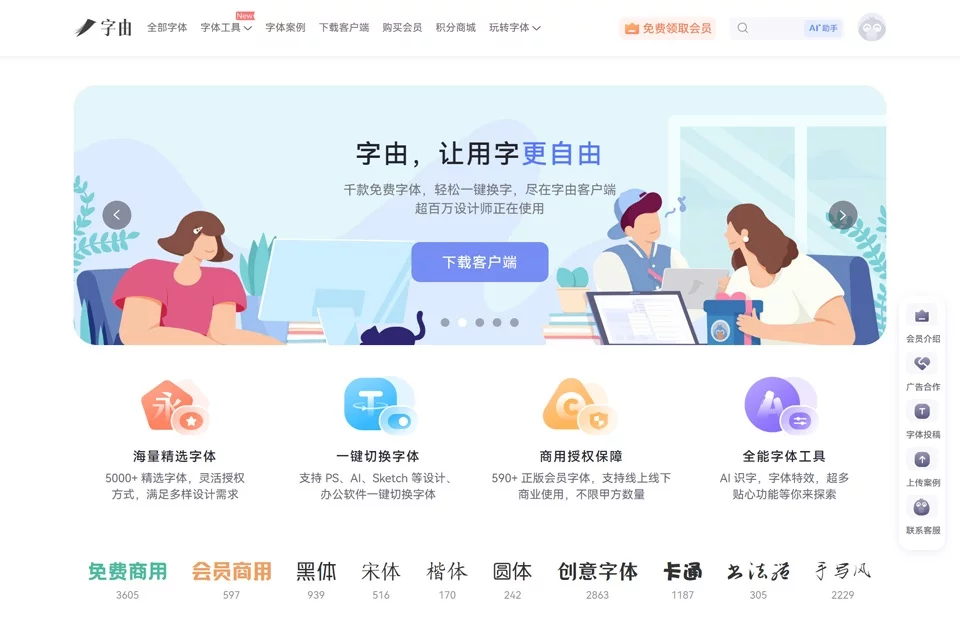 字由
全部字体
字体工具
New
字体案例
下载客户端
购买会员
积分商城
玩转字体
免费领取会员
AI+助手
字由，让用字更自由
千款免费字体，轻松一键换字，尽在字由客户端
超百万设计师正在使用
下载客户端
海量精选字体
5000+ 精选字体，灵活授权
方式，满足多样设计需求
一键切换字体
支持 PS、AI、Sketch 等设计、
办公软件一键切换字体
商用授权保障
590+ 正版会员字体，支持线上线下
商业使用，不限甲方数量
全能字体工具
AI 识字，字体特效，超多
贴心功能等你来探索
会员介绍
广告合作
字体投稿
上传案例
联系客服
免费商用
3605
会员商用
597
黑体
939
宋体
516
楷体
170
圆体
242
创意字体
2863
卡通
1187
书法体
305
手写风
2229